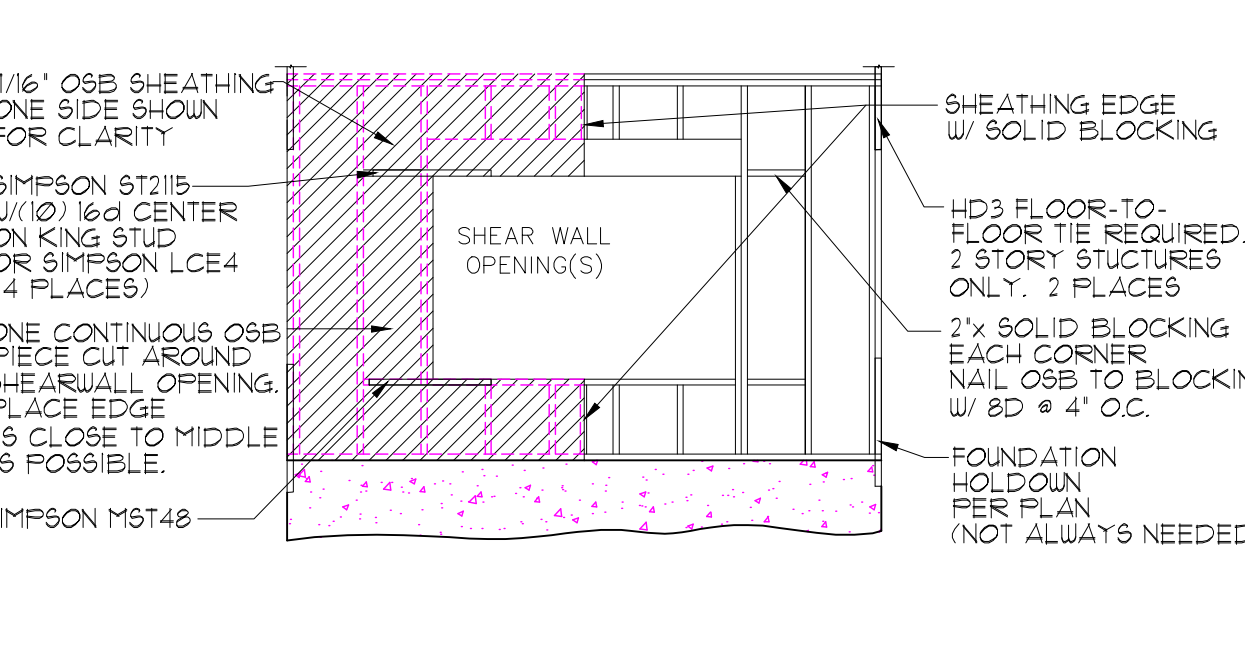 1/16" OSB SHEATHING
ONE SIDE SHOWN
FOR CLARITY
SIMPSON ST2115
W/(10) 16d CENTER
ON KING STUD
OR SIMPSON LCE4
4 PLACES)
ONE CONTINUOUS OSB
PIECE CUT AROUND
SHEARWALL OPENING.
PLACE EDGE
S CLOSE TO MIDDLE
S POSSIBLE.
IMPSON MST48
SHEAR WALL
OPENING(S)
SHEATHING EDGE
W/ SOLID BLOCKING
HD3 FLOOR-TO-
FLOOR TIE REQUIRED.
2 STORY STUCTURES
ONLY. 2 PLACES
2"x SOLID BLOCKING
EACH CORNER
NAIL OSB TO BLOCKIN
W/ 8D @ 4" O.C.
FOUNDATION
HOLDOWN
PER PLAN
(NOT ALWAYS NEEDED